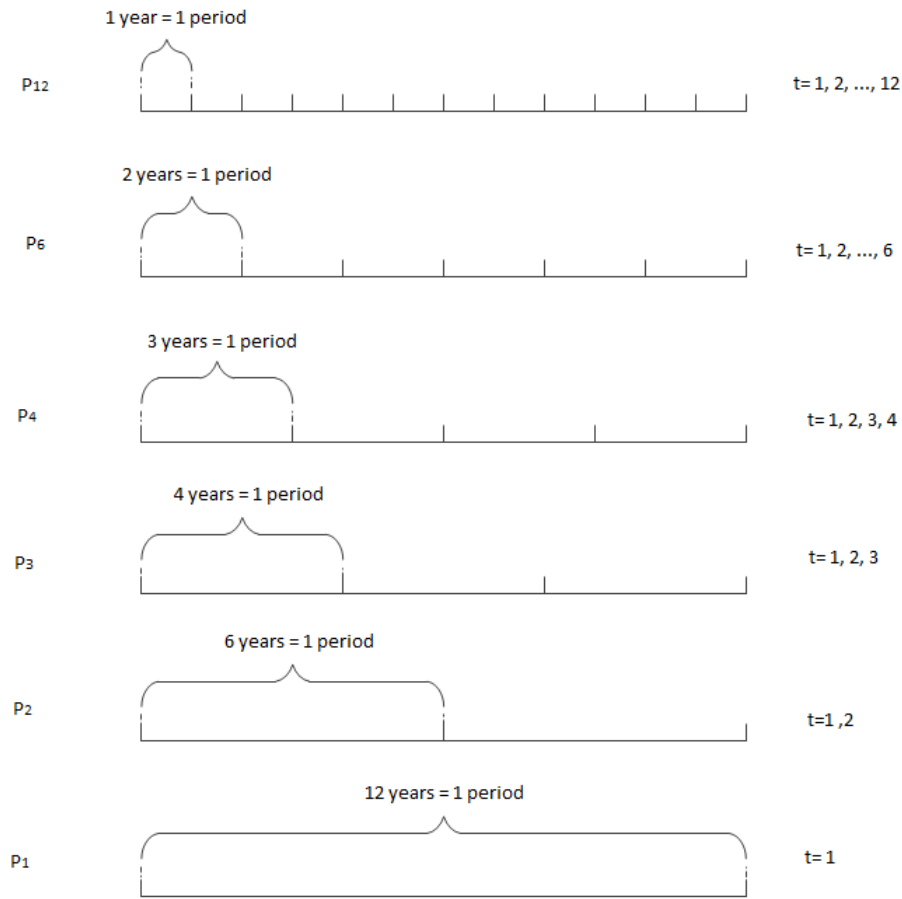 1 year = 1 period
P12
t= 1, 2, ..., 12
2 years = 1 period
P6
t= 1, 2, ..., 6
3 years = 1 period
P4
t= 1, 2, 3, 4
4 years = 1 period
P3
t= 1, 2, 3
6 years = 1 period
P2
t=1 ,2
12 years = 1 period
P1
t= 1